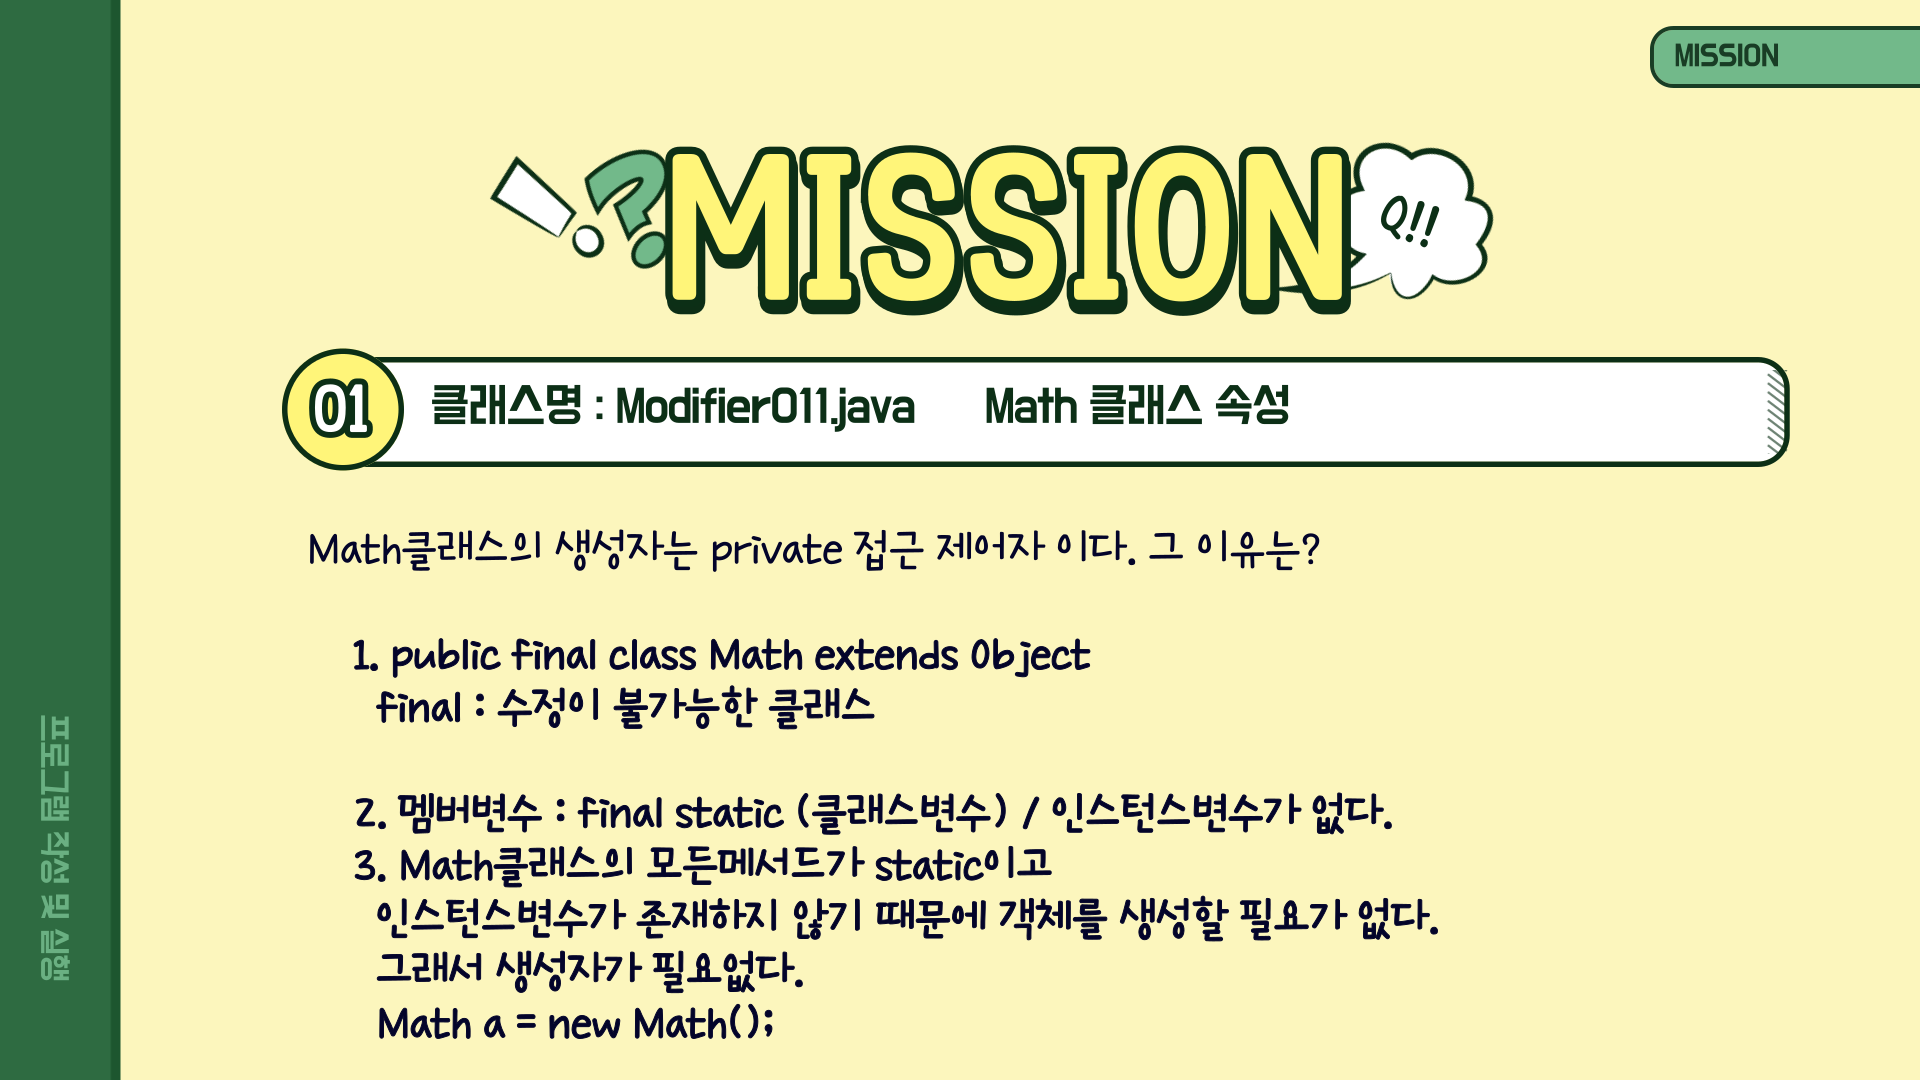 MISSION
MISSION
Q!!
01
클래스명 : Modifier011.java Math 클래스 속성
Math클래스의 생성자는 private 접근 제어자 이다. 그 이유는?
1. public final class Math extends Object
final : 수정이 불가능한 클래스
2. 멤버변수 : final static (클래스변수) / 인스턴스변수가 없다.
3. Math클래스의 모든메서드가 static이고
인스턴스변수가 존재하지 않기 때문에 객체를 생성할 필요가 없다.
그래서 생성자가 필요없다.
Math a = new Math();
프로그램 작성 및 실행